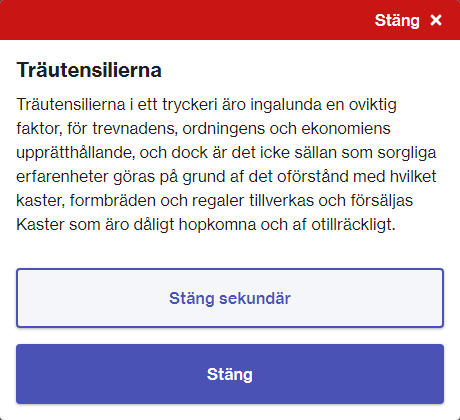 Stäng
Träutensilierna
Träutensilierna i ett tryckeri äro ingalunda en oviktig
faktor, för trevnadens, ordningens och ekonomiens
upprätthållande, och dock är det icke sällan som sorgliga
erfarenheter göras på grund af det oförstånd med hvilket
kaster, formbräden och regaler tillverkas och försäljas
Kaster som äro dåligt hopkomna och af otillräckligt.
Stäng sekundär
Stäng